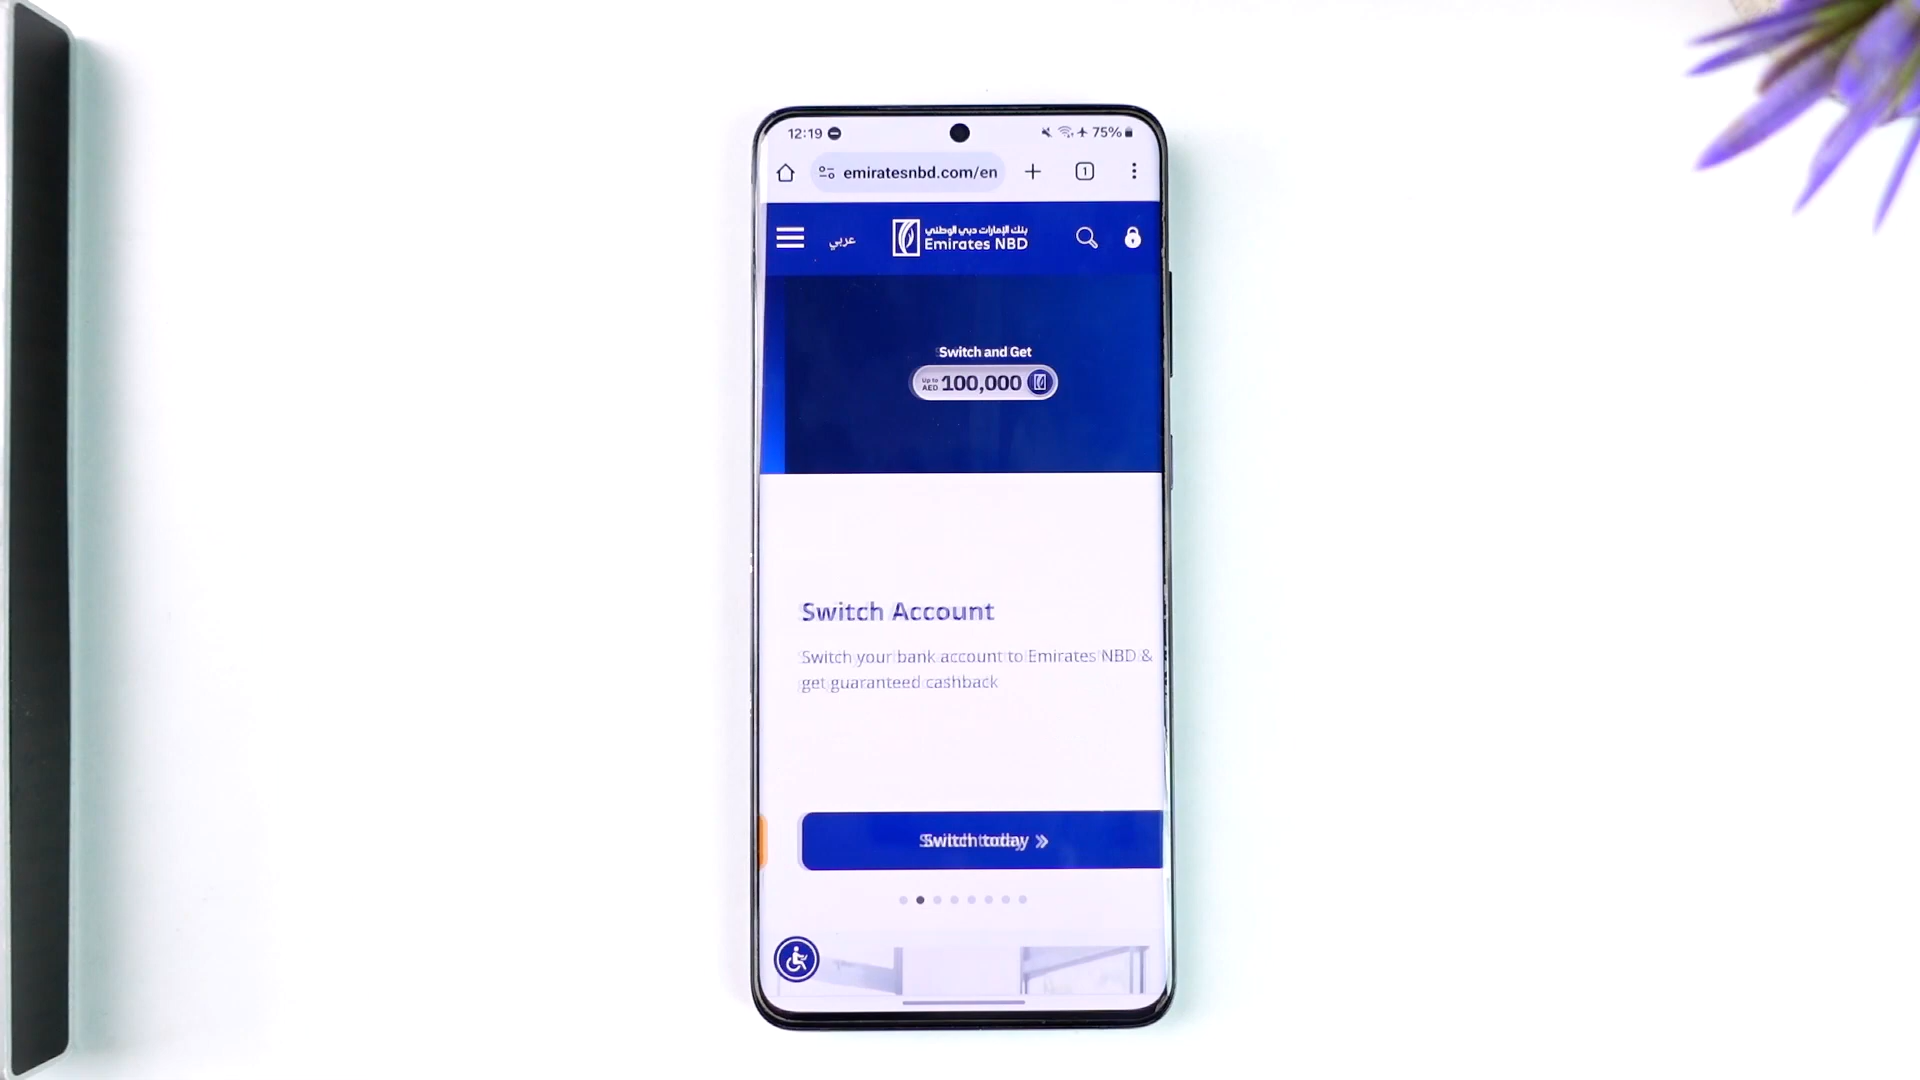 12:19 75%
emiratesnbd.com/en 1
عربي
بنك الإمارات دبي الوطني
Emirates NBD
Switch and Get
Up to
AED 100,000
Switch Account
Switch your bank account to Emirates NBD &
get guaranteed cashback
Switch today